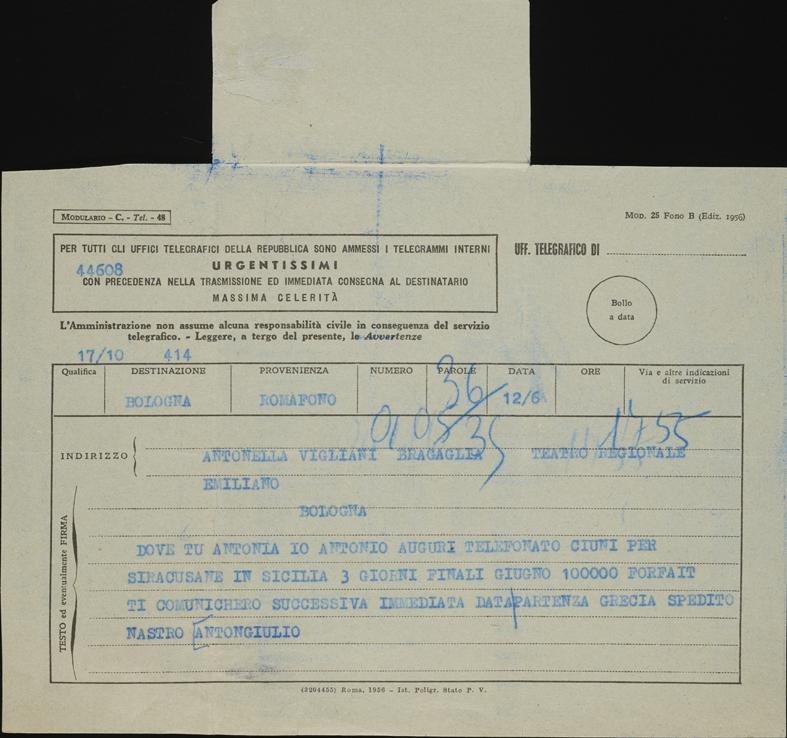 MODULARIO - C. - Tel. - 48
MOD. 25 Fono B (Ediz. 1956)
PER TUTTI GLI UFFICI TELEGRAFICI DELLA REPUBBLICA SONO AMMESSI I TELEGRAMMI INTERNI
URGENTISSIMI
44608
CON PRECEDENZA NELLA TRASMISSIONE ED IMMEDIATA CONSEGNA AL DESTINATARIO
MASSIMA CELERITÀ
UFF. TELEGRAFICO DI
Bollo
a data
L'Amministrazione non assume alcuna responsabilità civile in conseguenza del servizio
telegrafico. - Leggere, a tergo del presente, le Avvertenze
17/10 414
Qualifica DESTINAZIONE PROVENIENZA NUMERO PAROLE DATA ORE Via e altre indicazioni
di servizio
BOLOGNA ROMAFONO 36 12/6
17 55
INDIRIZZO ANTONELLA VIGLIANI BRAGAGLIA TEATRO REGIONALE
EMILIANO
BOLOGNA
TESTO ed eventualmente FIRMA
DOVE TU ANTONIA IO ANTONIO AUGURI TELEFONATO CIUNI PER
SIRACUSANE IN SICILIA 3 GIORNI FINALI GIUGNO 100000 FORFAIT
TI COMUNICHERO SUCCESSIVA IMMEDIATA DATA PARTENZA GRECIA SPEDITO
NASTRO ANTONGIULIO
(2204455) Roma, 1956 - Ist. Poligr. Stato P. V.